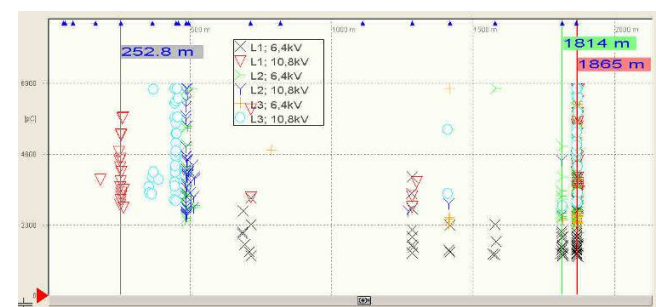 500 m
1000 m
1500 m
2000 m
252.8 m
1814 m
1865 m
L1; 6,4kV
L1; 10,8kV
L2; 6,4kV
L2; 10,8kV
L3; 6,4kV
L3; 10,8kV
6900
[pC]
4600
2300
0